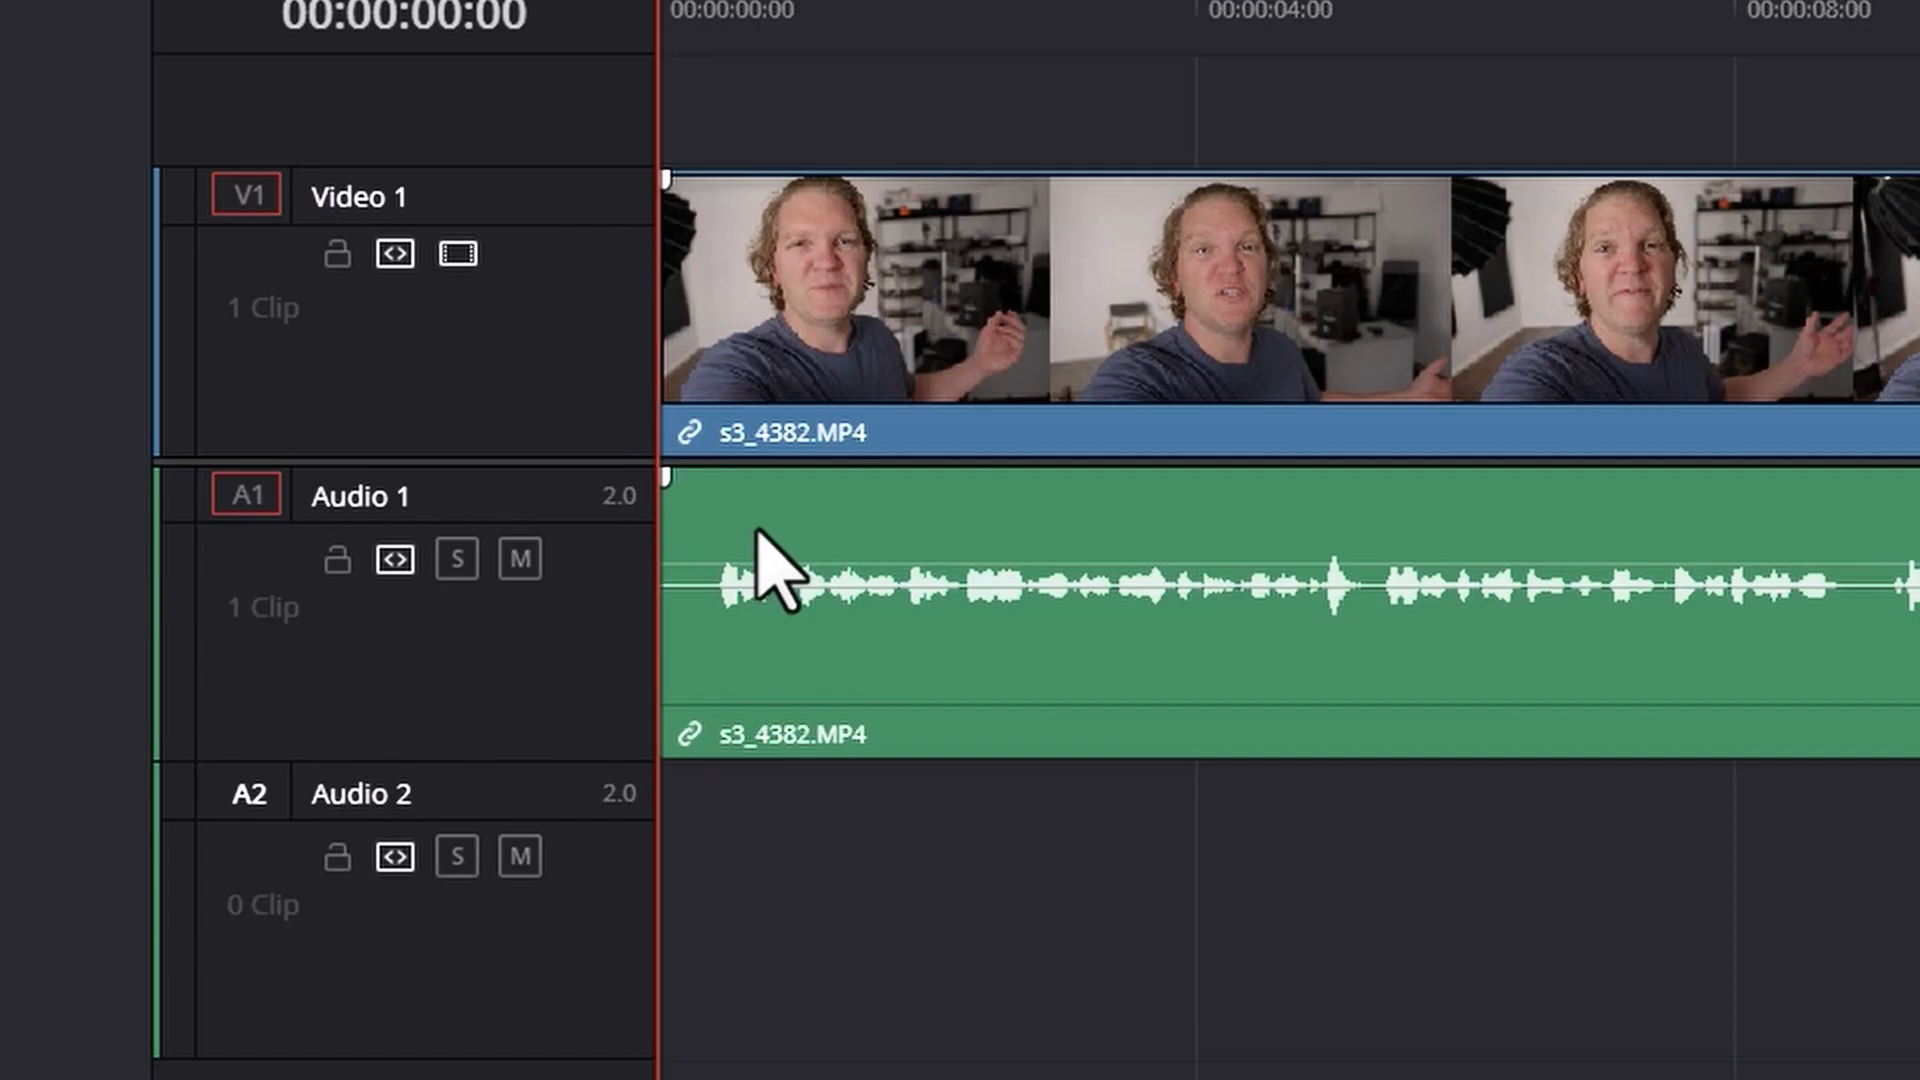 00:00:00:00
00:00:00:00 00:00:04:00 00:00:08:00
V1 Video 1
1 Clip
s3_4382.MP4
A1 Audio 1 2.0
S M
1 Clip
s3_4382.MP4
A2 Audio 2 2.0
S M
0 Clip